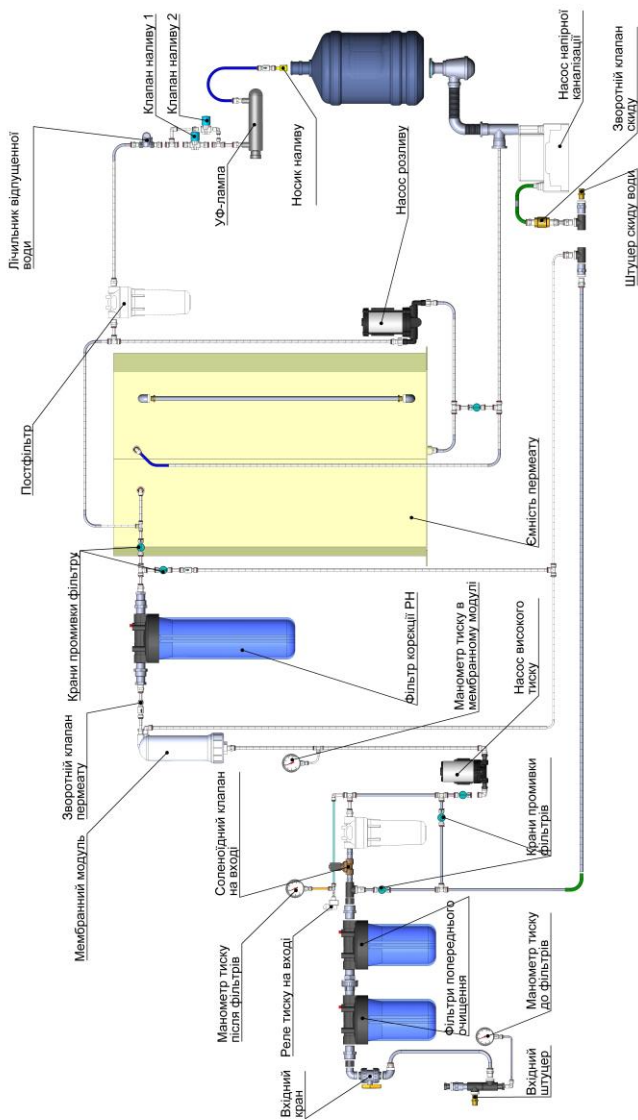 Лічильник відпущенної
води
Клапан наливу 1
Клапан наливу 2
УФ-лампа
Носик наливу
Насос розливу
Насос напірної
каналізації
Зворотній клапан
скиду
Штуцер скиду води
Постфільтр
Ємність пермеату
Крани промивки фільтру
Фільтр корекції РН
Зворотній клапан
пермеату
Мембранний модуль
Манометр тиску в
мембранному модулі
Насос високого
тиску
Соленоїдний клапан
на вході
Крани промивки
фільтрів
Манометр тиску
після фільтрів
Реле тиску на вході
Фільтри попереднього
очищення
Манометр тиску
до фільтрів
Вхідний
кран
Вхідний
штуцер